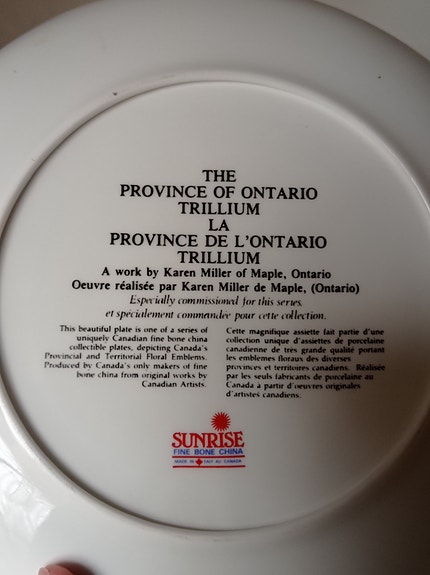 THE
PROVINCE OF ONTARIO
TRILLIUM
LA
PROVINCE DE L'ONTARIO
TRILLIUM
A work by Karen Miller of Maple, Ontario
Oeuvre réalisée par Karen Miller de Maple, (Ontario)
Especially commissioned for this series.
et spécialement commandée pour cette collection.
This beautiful plate is one of a series of
uniquely Canadian fine bone china
collectible plates, depicting Canada's
Provincial and Territorial Floral Emblems.
Produced by Canada's only makers of fine
bone china from original works by
Canadian Artists.
Cette magnifique assiette fait partie d'une
collection unique d'assiettes de porcelaine
canadienne de tres grande qualité portant
les emblemes floraux des diverses
provinces et territoires canadiens. Réalisée
par les seuls fabricants de porcelaine au
Canada à partir d'oeuvres originales
d'artistes canadiens.
SUNRISE
FINE BONE CHINA
MADE IN FAIT AU CANADA